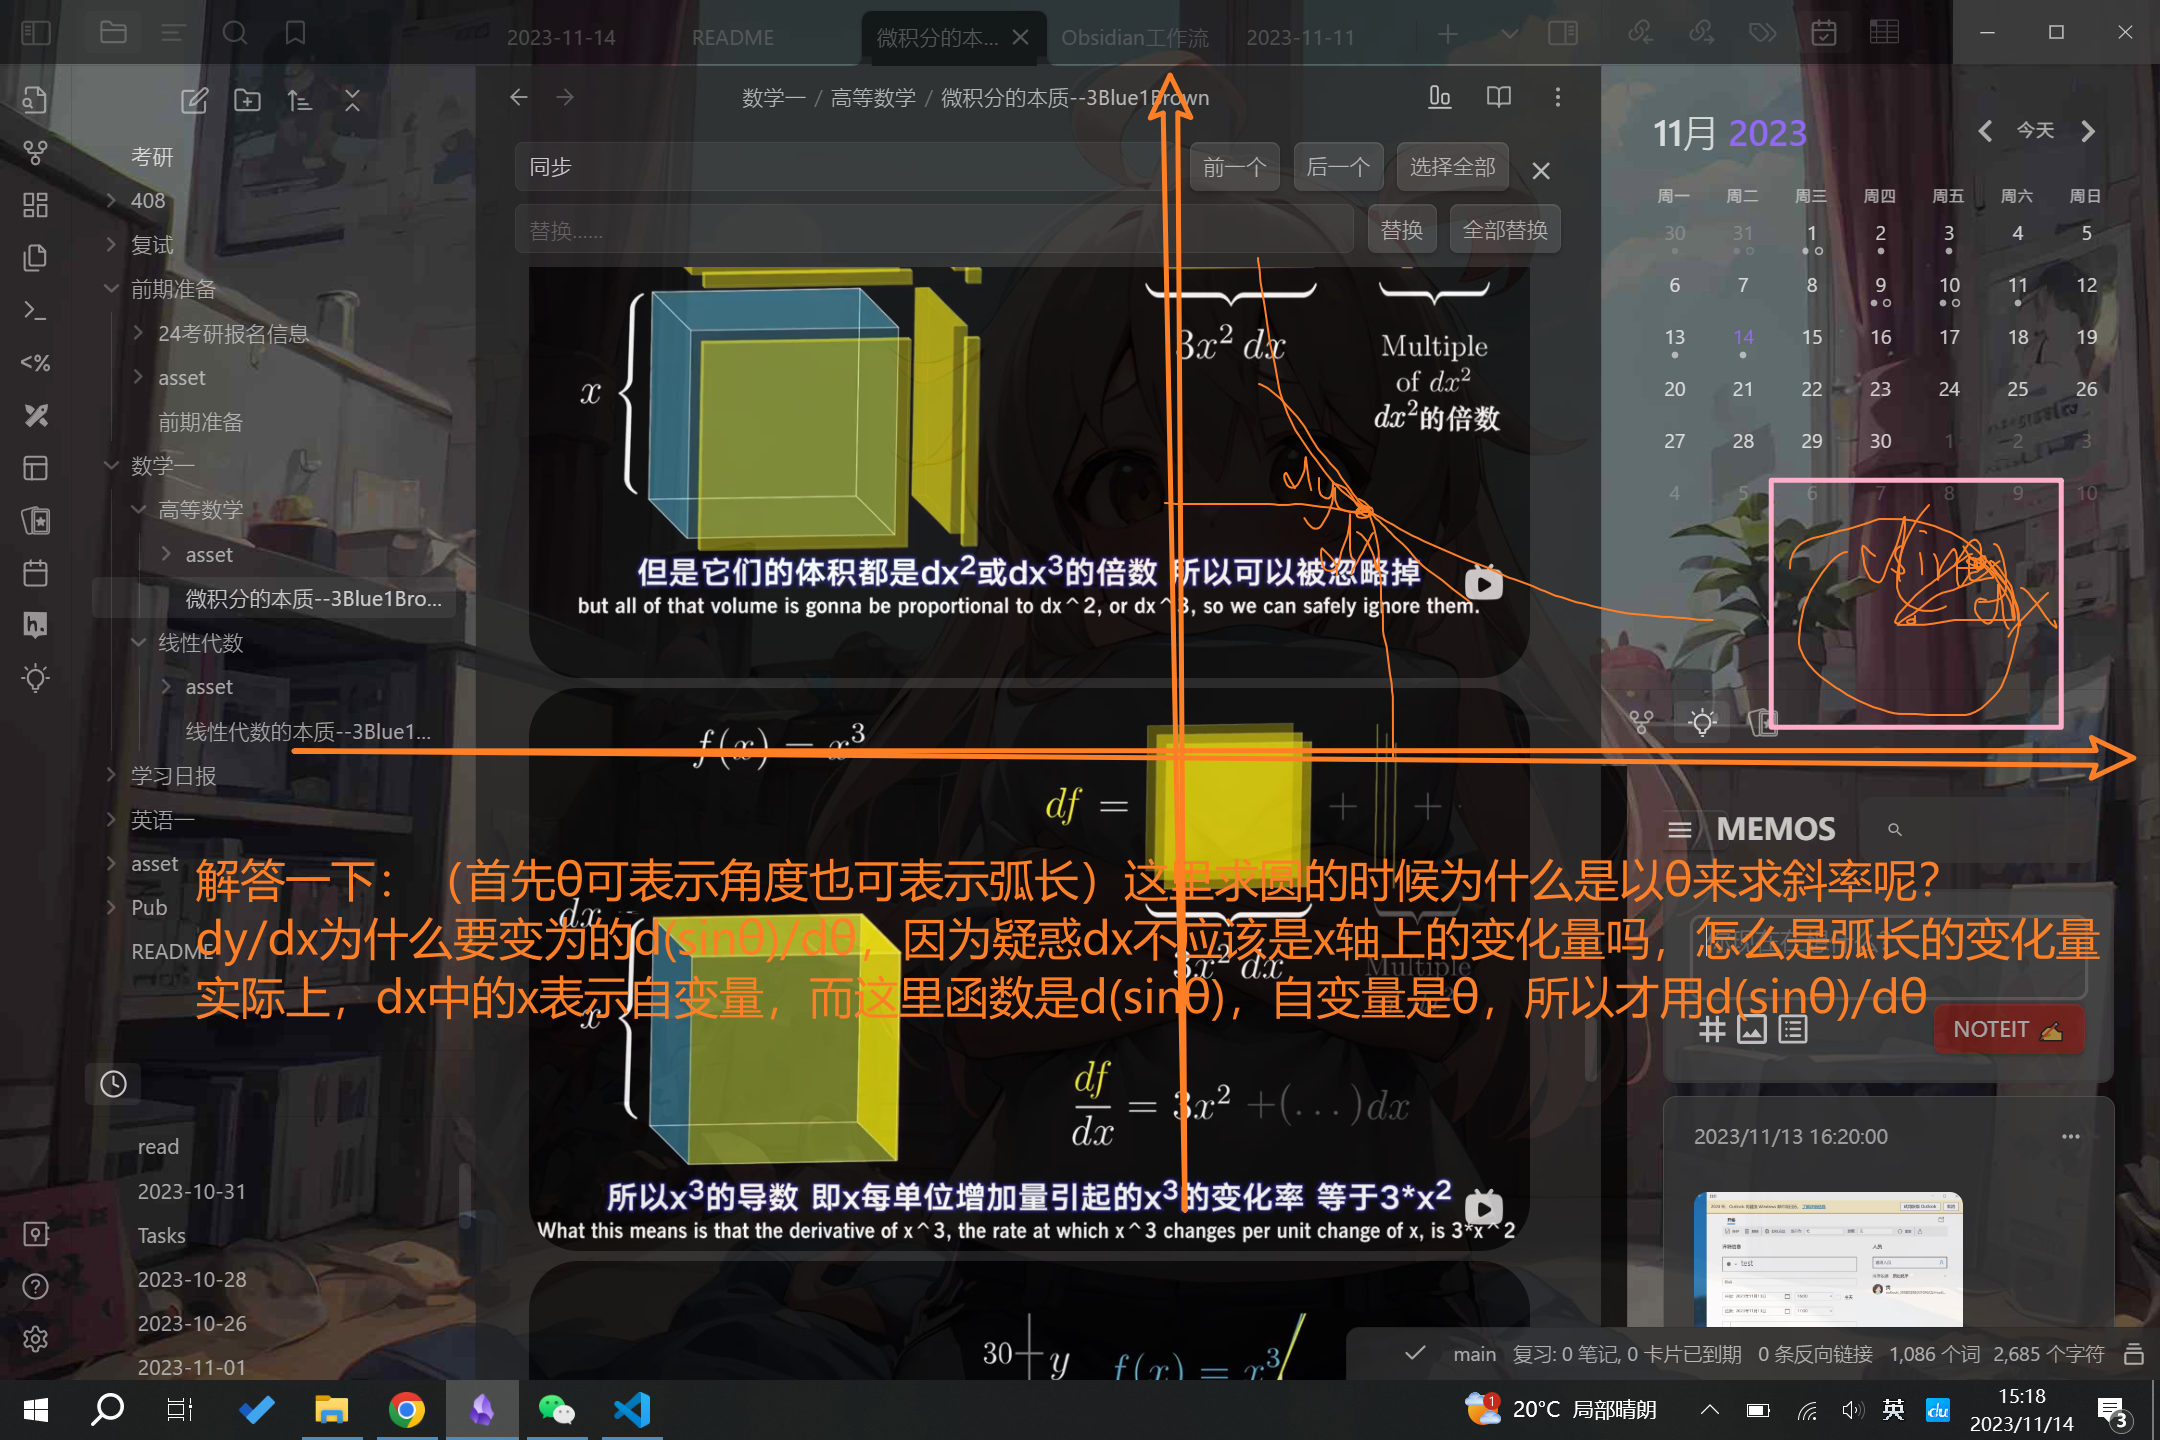 2023-11-14
README
微积分的本...
Obsidian工作流
2023-11-11
数学一 / 高等数学 / 微积分的本质--3Blue1Brown
同步
前一个
后一个
选择全部
替换......
替换
全部替换
考研
408
复试
前期准备
24考研报名信息
asset
前期准备
数学一
高等数学
asset
微积分的本质--3Blue1Bro...
线性代数
asset
线性代数的本质--3Blue1...
学习日报
英语一
asset
Pub
README
read
2023-10-31
Tasks
2023-10-28
2023-10-26
2023-11-01
x
3x² dx
Multiple
of dx²
dx²的倍数
dy
dx
但是它们的体积都是dx²或dx³的倍数 所以可以被忽略掉
but all of that volume is gonna be proportional to dx^2, or dx^3, so we can safely ignore them.
f(x) = x³
df = + +
解答一下：（首先θ可表示角度也可表示弧长）这里求圆的时候为什么是以θ来求斜率呢？
dy/dx为什么要变为的d(sinθ)/dθ，因为疑惑dx不应该是x轴上的变化量吗，怎么是弧长的变化量
实际上，dx中的x表示自变量，而这里函数是d(sinθ)，自变量是θ，所以才用d(sinθ)/dθ
dx
3x² dx
Multiple
x
df/dx = 3x² +(...)dx
所以x³的导数 即x每单位增加量引起的x³的变化率 等于3*x²
What this means is that the derivative of x^3, the rate at which x^3 changes per unit change of x, is 3*x^2
30 y f(x) = x³
11月 2023
今天
周一 周二 周三 周四 周五 周六 周日
30 31 1 2 3 4 5
6 7 8 9 10 11 12
13 14 15 16 17 18 19
20 21 22 23 24 25 26
27 28 29 30 1 2 3
4 5 6 7 8 9 10
MEMOS
NOTEIT ✍
2023/11/13 16:20:00
test
main 复习: 0 笔记, 0 卡片已到期 0 条反向链接 1,086 个词 2,685 个字符
1
20°C 局部晴朗
英
du
15:18
2023/11/14
3